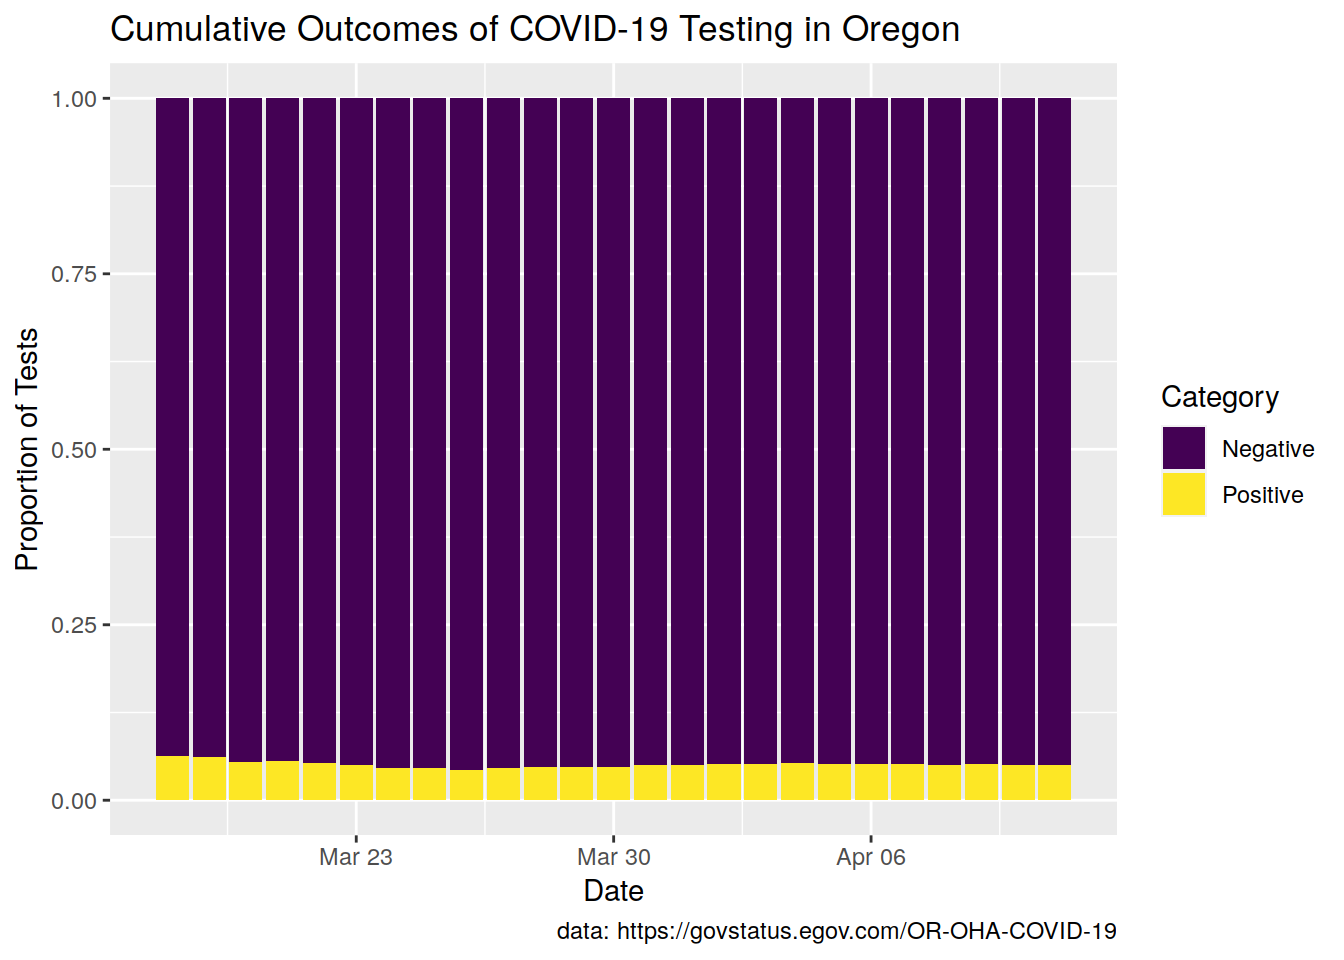 Cumulative Outcomes of COVID-19 Testing in Oregon
1.00
0.75
0.50
0.25
0.00
Proportion of Tests
Mar 23
Mar 30
Apr 06
Date
Category
Negative
Positive
data: https://govstatus.egov.com/OR-OHA-COVID-19